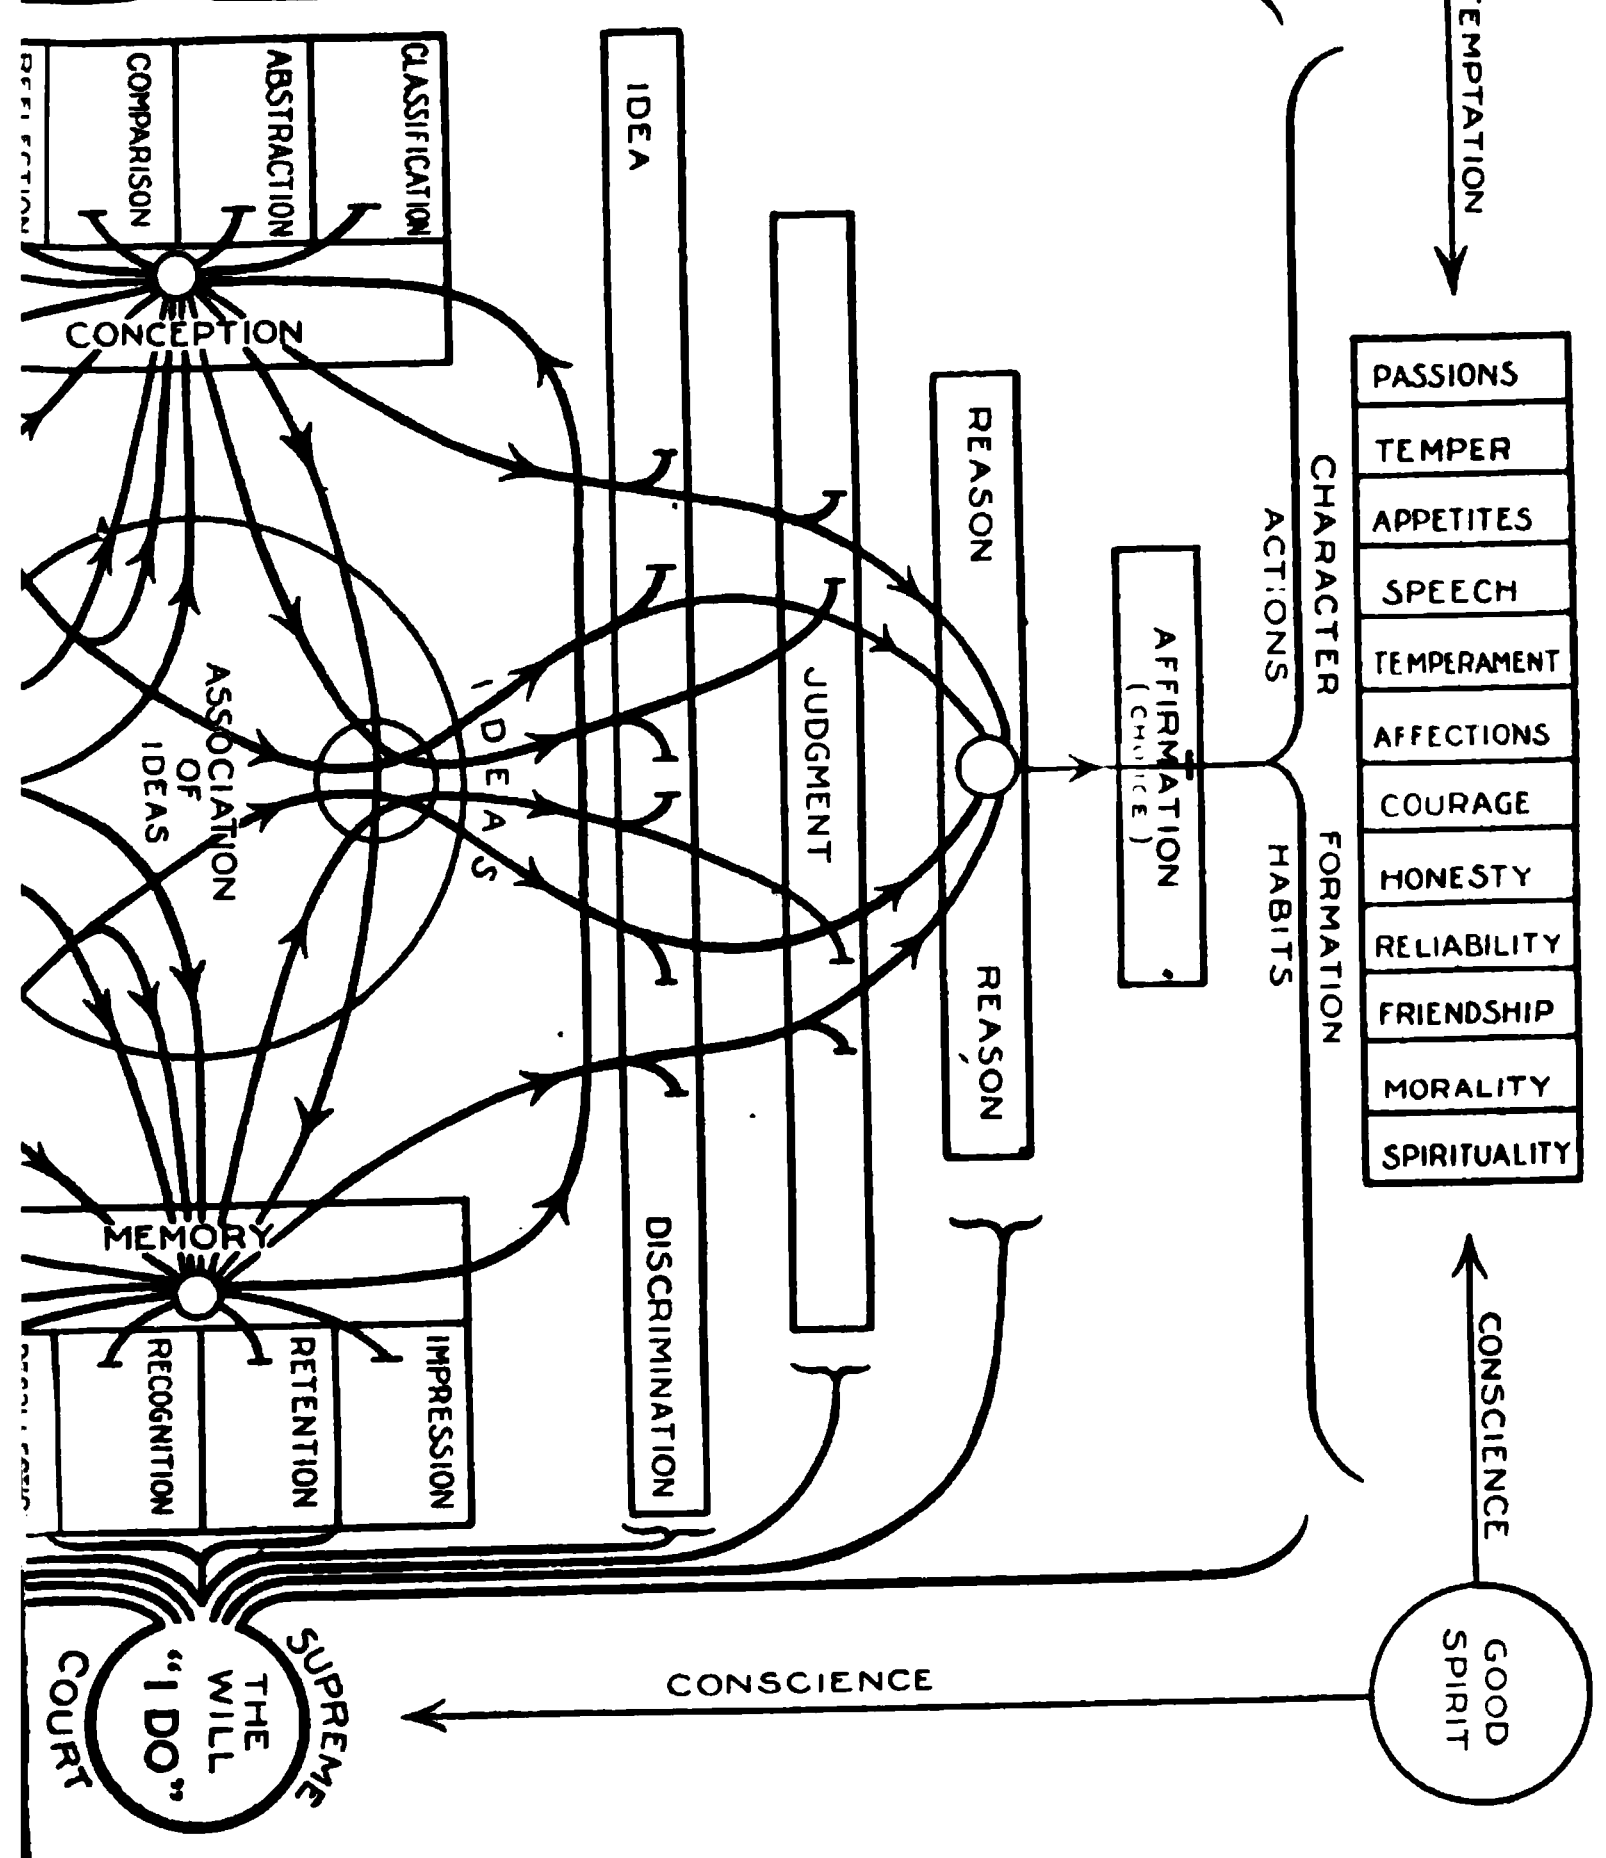 TEMPTATION
CLASSIFICATION
ABSTRACTION
COMPARISON
REFLECTION
CONCEPTION
IDEA
DISCRIMINATION
JUDGMENT
REASON
REASON
AFFIRMATION
(CHOICE)
CHARACTER FORMATION
ACTIONS HABITS
PASSIONS
TEMPER
APPETITES
SPEECH
TEMPERAMENT
AFFECTIONS
COURAGE
HONESTY
RELIABILITY
FRIENDSHIP
MORALITY
SPIRITUALITY
ASSOCIATION
OF
IDEAS
IDEAS
MEMORY
IMPRESSION
RETENTION
RECOGNITION
CONSCIENCE
GOOD
SPIRIT
CONSCIENCE
SUPREME
THE
WILL
"I DO"
COURT